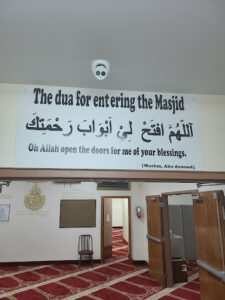 The dua for entering the Masjid
اَللّٰهُمَّ افْتَحْ لِيْ اَبْوَابَ رَحْمَتِكَ
Oh Allah open the doors for me of your blessings.
(Muslim, Abu dawood)